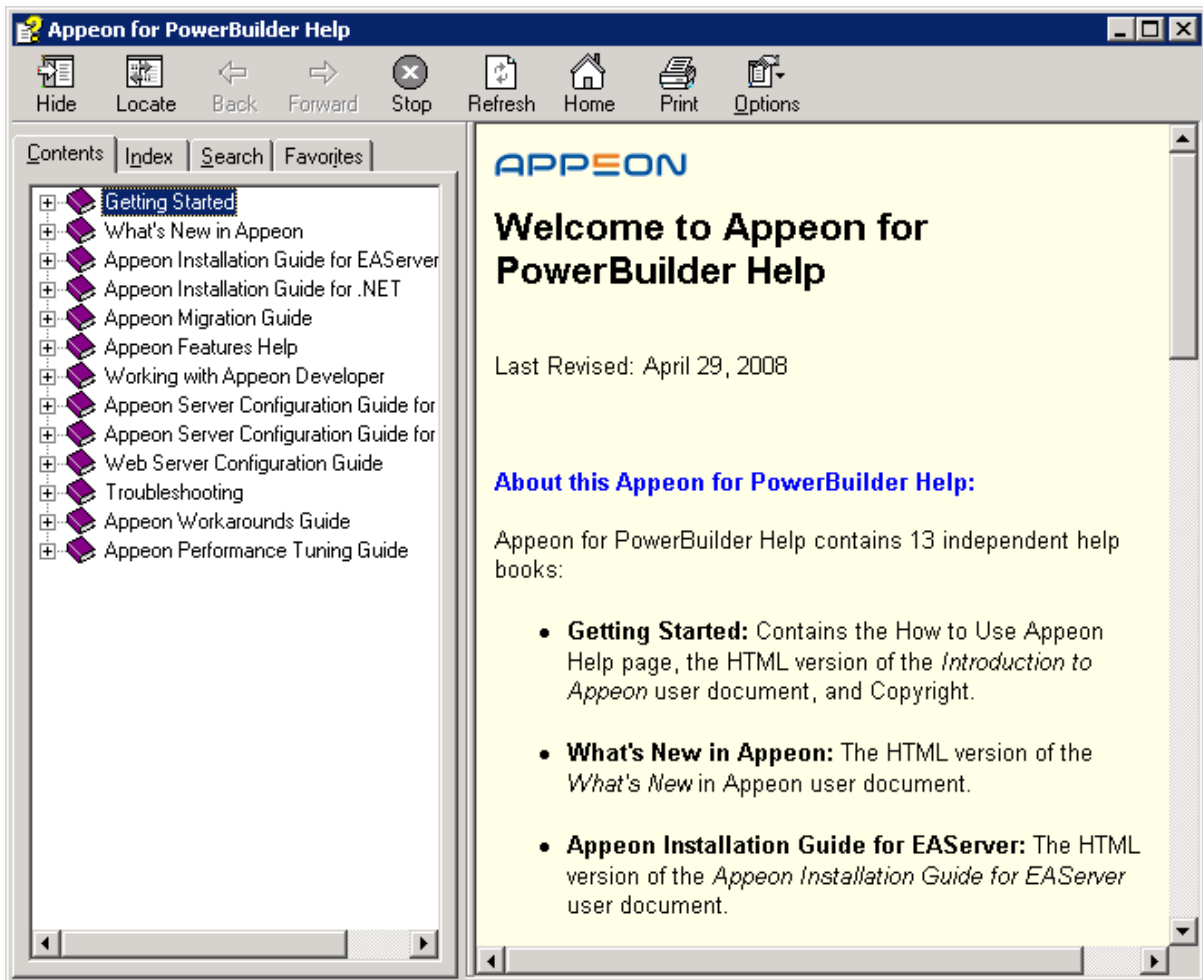 Appeon for PowerBuilder Help
Hide Locate Back Forward Stop Refresh Home Print Options
Contents Index Search Favorites
Getting Started
What's New in Appeon
Appeon Installation Guide for EAServer
Appeon Installation Guide for .NET
Appeon Migration Guide
Appeon Features Help
Working with Appeon Developer
Appeon Server Configuration Guide for
Appeon Server Configuration Guide for
Web Server Configuration Guide
Troubleshooting
Appeon Workarounds Guide
Appeon Performance Tuning Guide
APPEON
Welcome to Appeon for
PowerBuilder Help
Last Revised: April 29, 2008
About this Appeon for PowerBuilder Help:
Appeon for PowerBuilder Help contains 13 independent help
books:
• Getting Started: Contains the How to Use Appeon
Help page, the HTML version of the Introduction to
Appeon user document, and Copyright.
• What's New in Appeon: The HTML version of the
What's New in Appeon user document.
• Appeon Installation Guide for EAServer: The HTML
version of the Appeon Installation Guide for EAServer
user document.